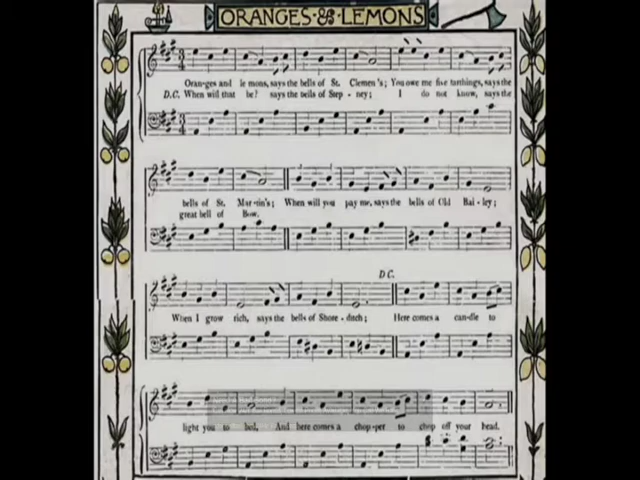 ORANGES & LEMONS
Oran-ges and le mons, says the bells of St. Clemen's; You owe me five farthings, says the
D.C. When will that be? says the bells of Step - ney; I do not know, says the
bells of St. Mar-tin's; When will you pay me, says the bells of Old Bai - ley;
great bell of Bow.
D.C.
When I grow rich, says the bells of Shore - ditch; Here comes a can-dle to
light you to bed, And here comes a chop-per to chop off your head.